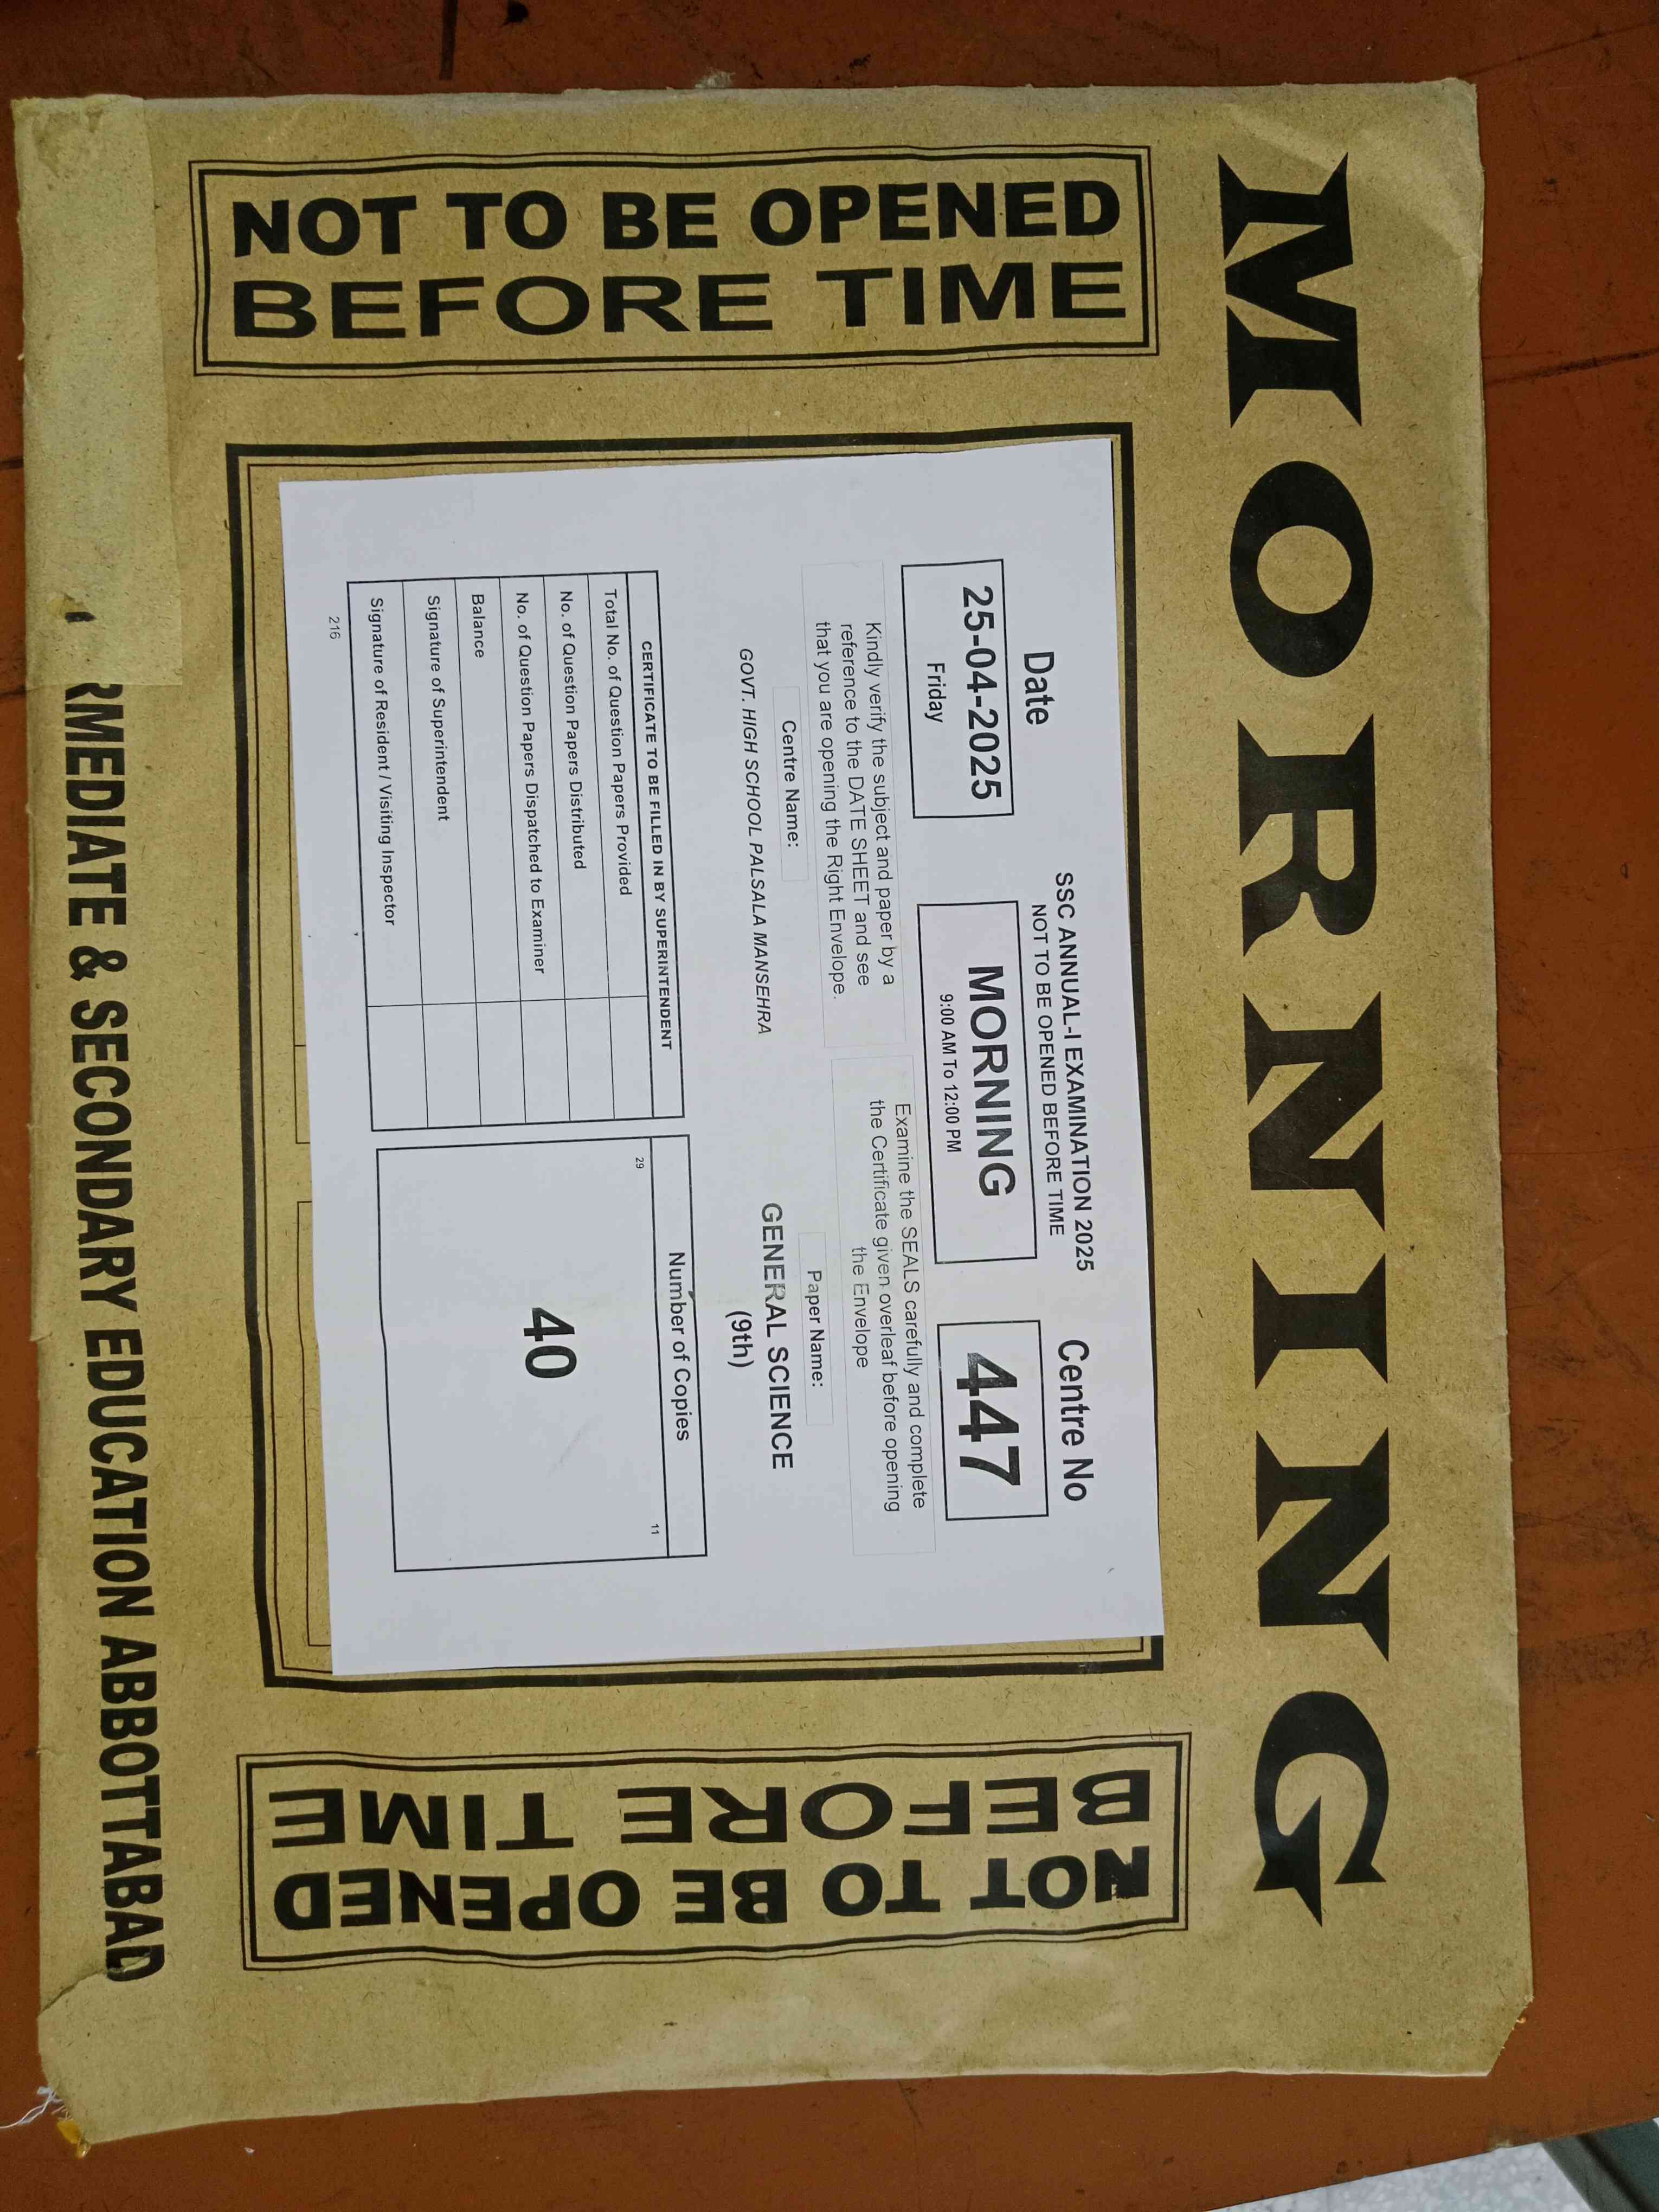 MORNING
NOT TO BE OPENED
BEFORE TIME
SSC ANNUAL-I EXAMINATION 2025
NOT TO BE OPENED BEFORE TIME
Date
25-04-2025
Friday
MORNING
9:00 AM To 12:00 PM
Centre No
447
Kindly verify the subject and paper by a
reference to the DATE SHEET and see
that you are opening the Right Envelope.
Examine the SEALS carefully and complete
the Certificate given overleaf before opening
the Envelope
Centre Name:
GOVT. HIGH SCHOOL PALSALA MANSEHRA
Paper Name:
GENERAL SCIENCE
(9th)
CERTIFICATE TO BE FILLED IN BY SUPERINTENDENT
Total No. of Question Papers Provided
No. of Question Papers Distributed
No. of Question Papers Dispatched to Examiner
Balance
Signature of Superintendent
Signature of Resident / Visiting Inspector
216
Number of Copies
29
11
40
NOT TO BE OPENED
BEFORE TIME
RMEDIATE & SECONDARY EDUCATION ABBOTTABAD